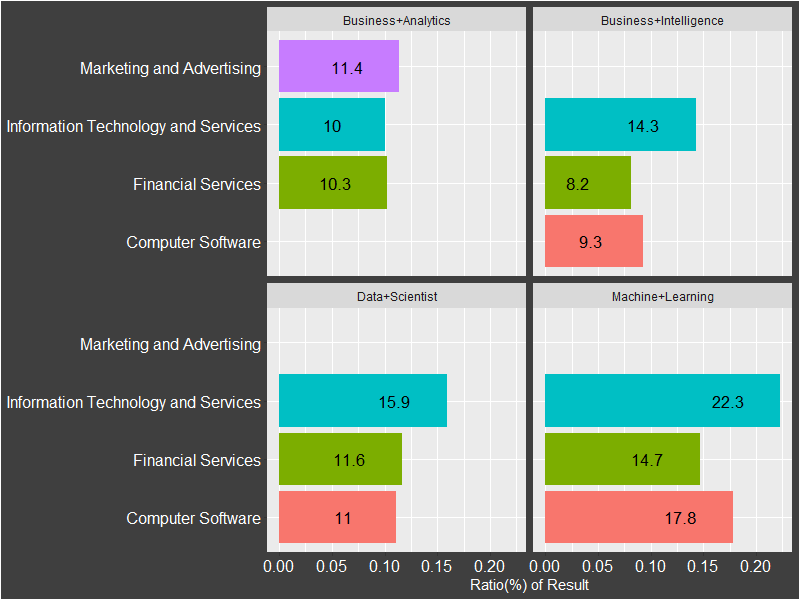 Business+Analytics
Business+Intelligence
Marketing and Advertising
11.4
Information Technology and Services
10
14.3
Financial Services
10.3
8.2
Computer Software
9.3
Data+Scientist
Machine+Learning
Marketing and Advertising
Information Technology and Services
15.9
22.3
Financial Services
11.6
14.7
Computer Software
11
17.8
0.00 0.05 0.10 0.15 0.20
0.00 0.05 0.10 0.15 0.20
Ratio(%) of Result